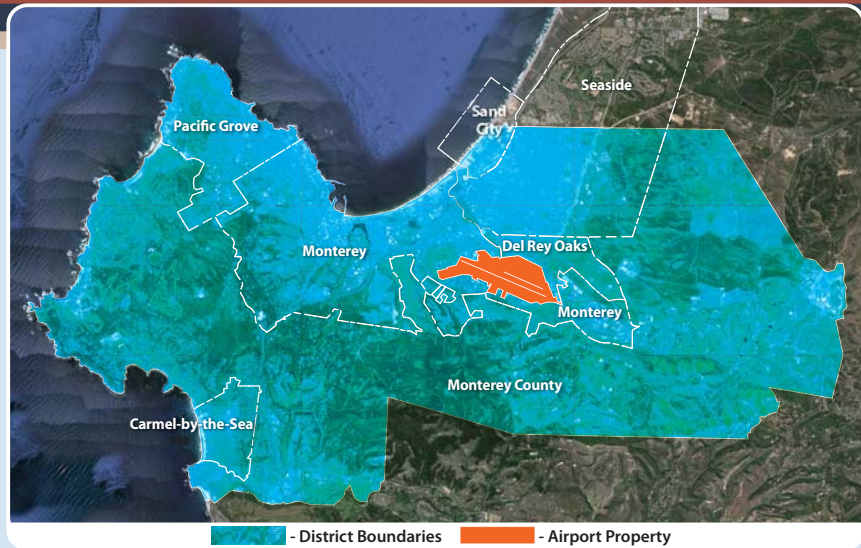 Seaside
Sand
City
Pacific Grove
Monterey
Del Rey Oaks
Monterey
Monterey County
Carmel-by-the-Sea
- District Boundaries
- Airport Property